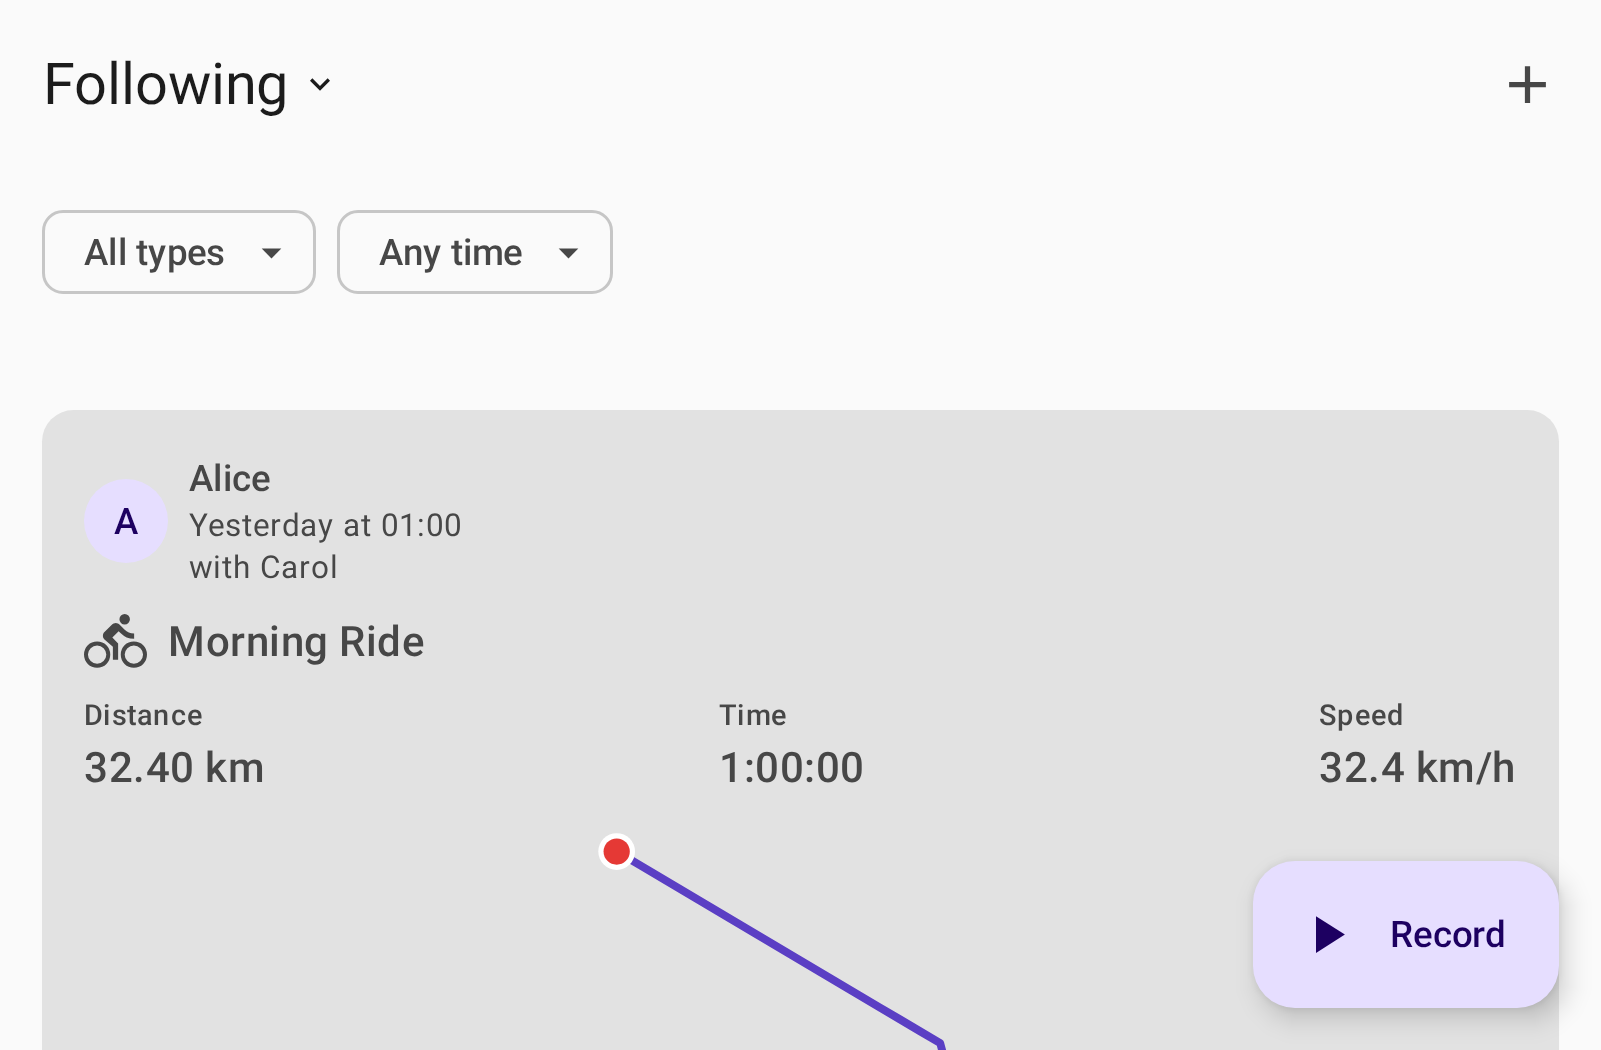 Following
All types
Any time
A
Alice
Yesterday at 01:00
with Carol
Morning Ride
Distance
Time
Speed
32.40 km
1:00:00
32.4 km/h
Record